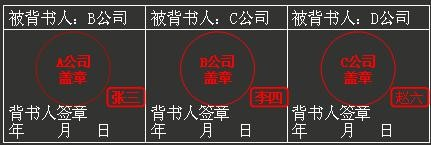 被背书人：B公司
A公司
盖章
张三
背书人签章
年 月 日
被背书人：C公司
B公司
盖章
李四
背书人签章
年 月 日
被背书人：D公司
C公司
盖章
赵六
背书人签章
年 月 日